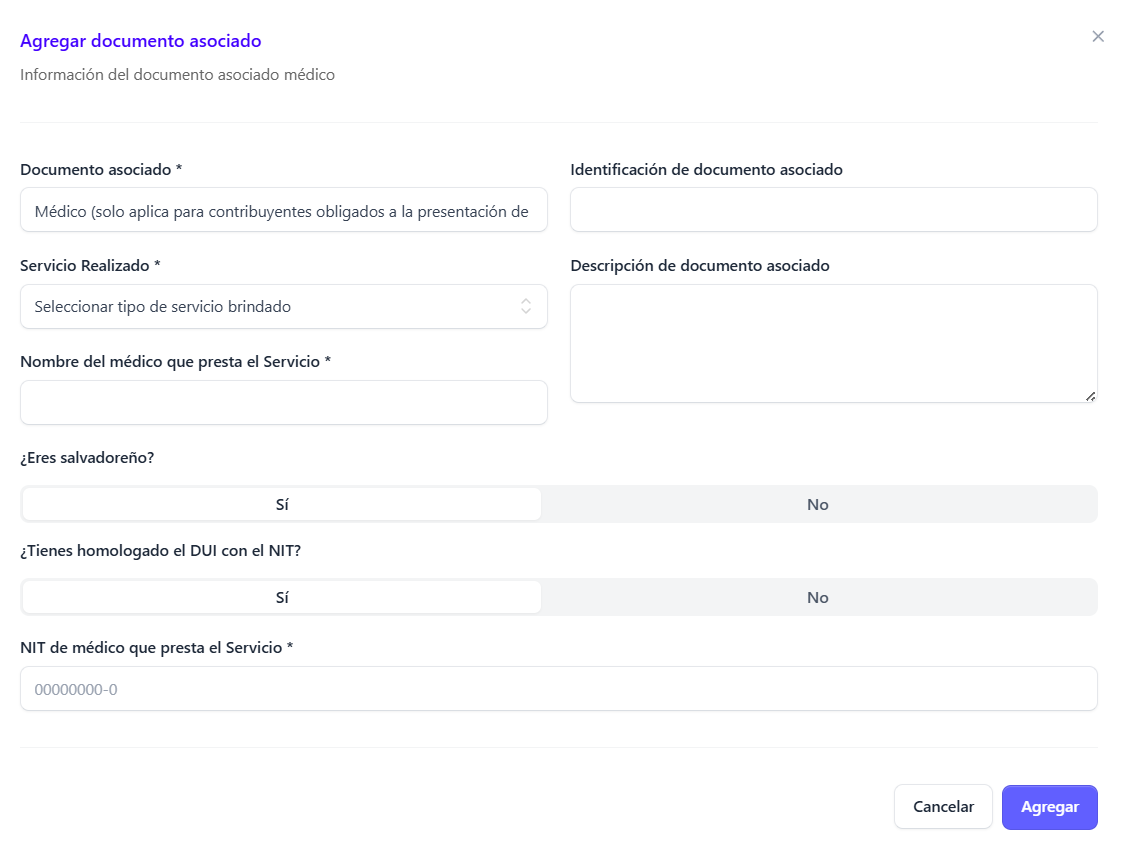 Agregar documento asociado
Información del documento asociado médico
Documento asociado *
Médico (solo aplica para contribuyentes obligados a la presentación de
Identificación de documento asociado
Servicio Realizado *
Seleccionar tipo de servicio brindado
Descripción de documento asociado
Nombre del médico que presta el Servicio *
¿Eres salvadoreño?
Sí
No
¿Tienes homologado el DUI con el NIT?
Sí
No
NIT de médico que presta el Servicio *
00000000-0
Cancelar
Agregar